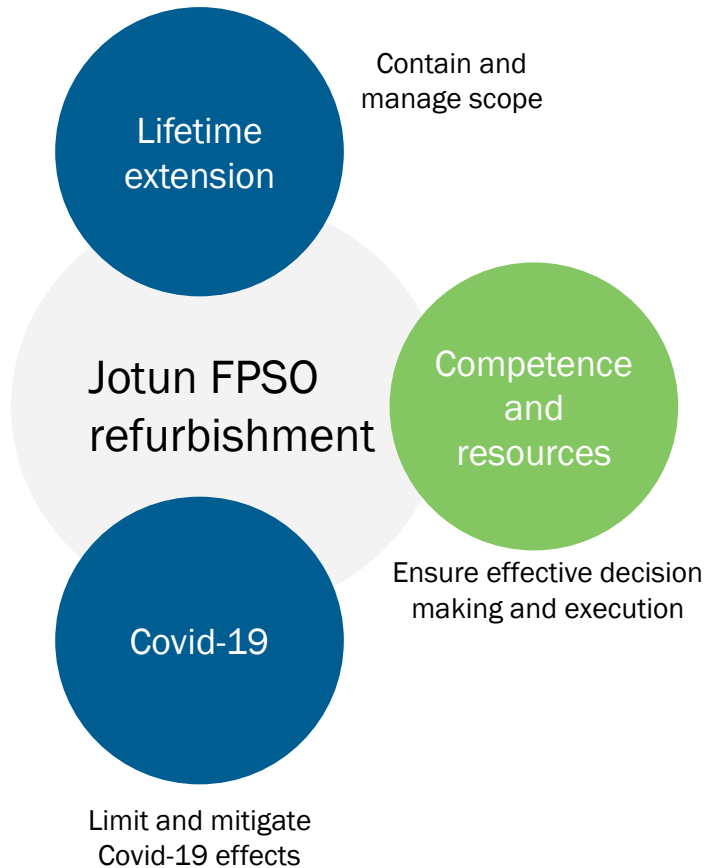 Contain and
manage scope
Lifetime
extension
Jotun FPSO
refurbishment
Competence
and
resources
Ensure effective decision
making and execution
Covid-19
Limit and mitigate
Covid-19 effects